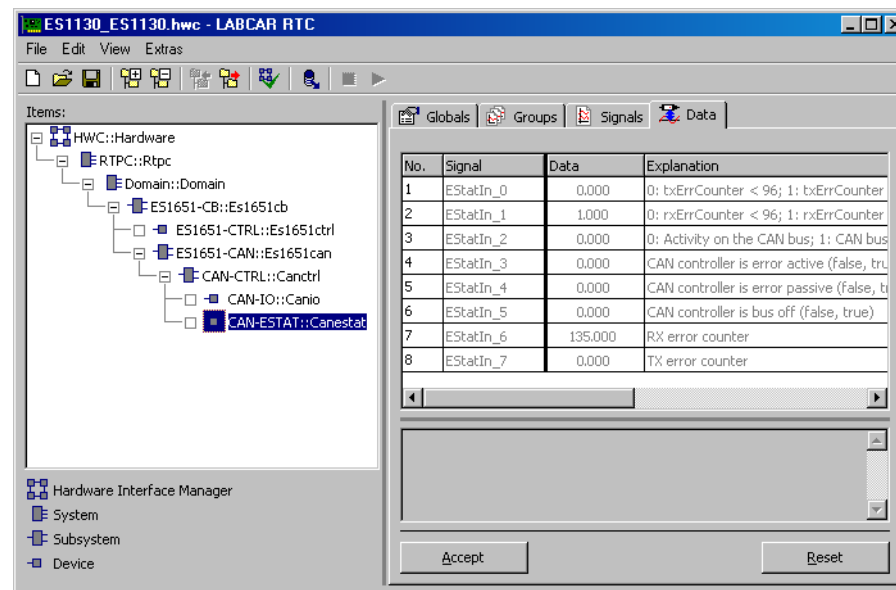 ES1130_ES1130.hwc - LABCAR RTC
File Edit View Extras
Items:
HWC::Hardware
RTPC::Rtpc
Domain::Domain
ES1651-CB::Es1651cb
ES1651-CTRL::Es1651ctrl
ES1651-CAN::Es1651can
CAN-CTRL::Canctrl
CAN-IO::Canio
CAN-ESTAT::Canestat
Hardware Interface Manager
System
Subsystem
Device
Globals Groups Signals Data
No. Signal Data Explanation
1 EStatIn_0 0.000 0: txErrCounter < 96; 1: txErrCounter
2 EStatIn_1 1.000 0: rxErrCounter < 96; 1: rxErrCounter
3 EStatIn_2 0.000 0: Activity on the CAN bus; 1: CAN bus
4 EStatIn_3 0.000 CAN controller is error active (false, tru
5 EStatIn_4 0.000 CAN controller is error passive (false, t
6 EStatIn_5 0.000 CAN controller is bus off (false, true)
7 EStatIn_6 135.000 RX error counter
8 EStatIn_7 0.000 TX error counter
Accept Reset